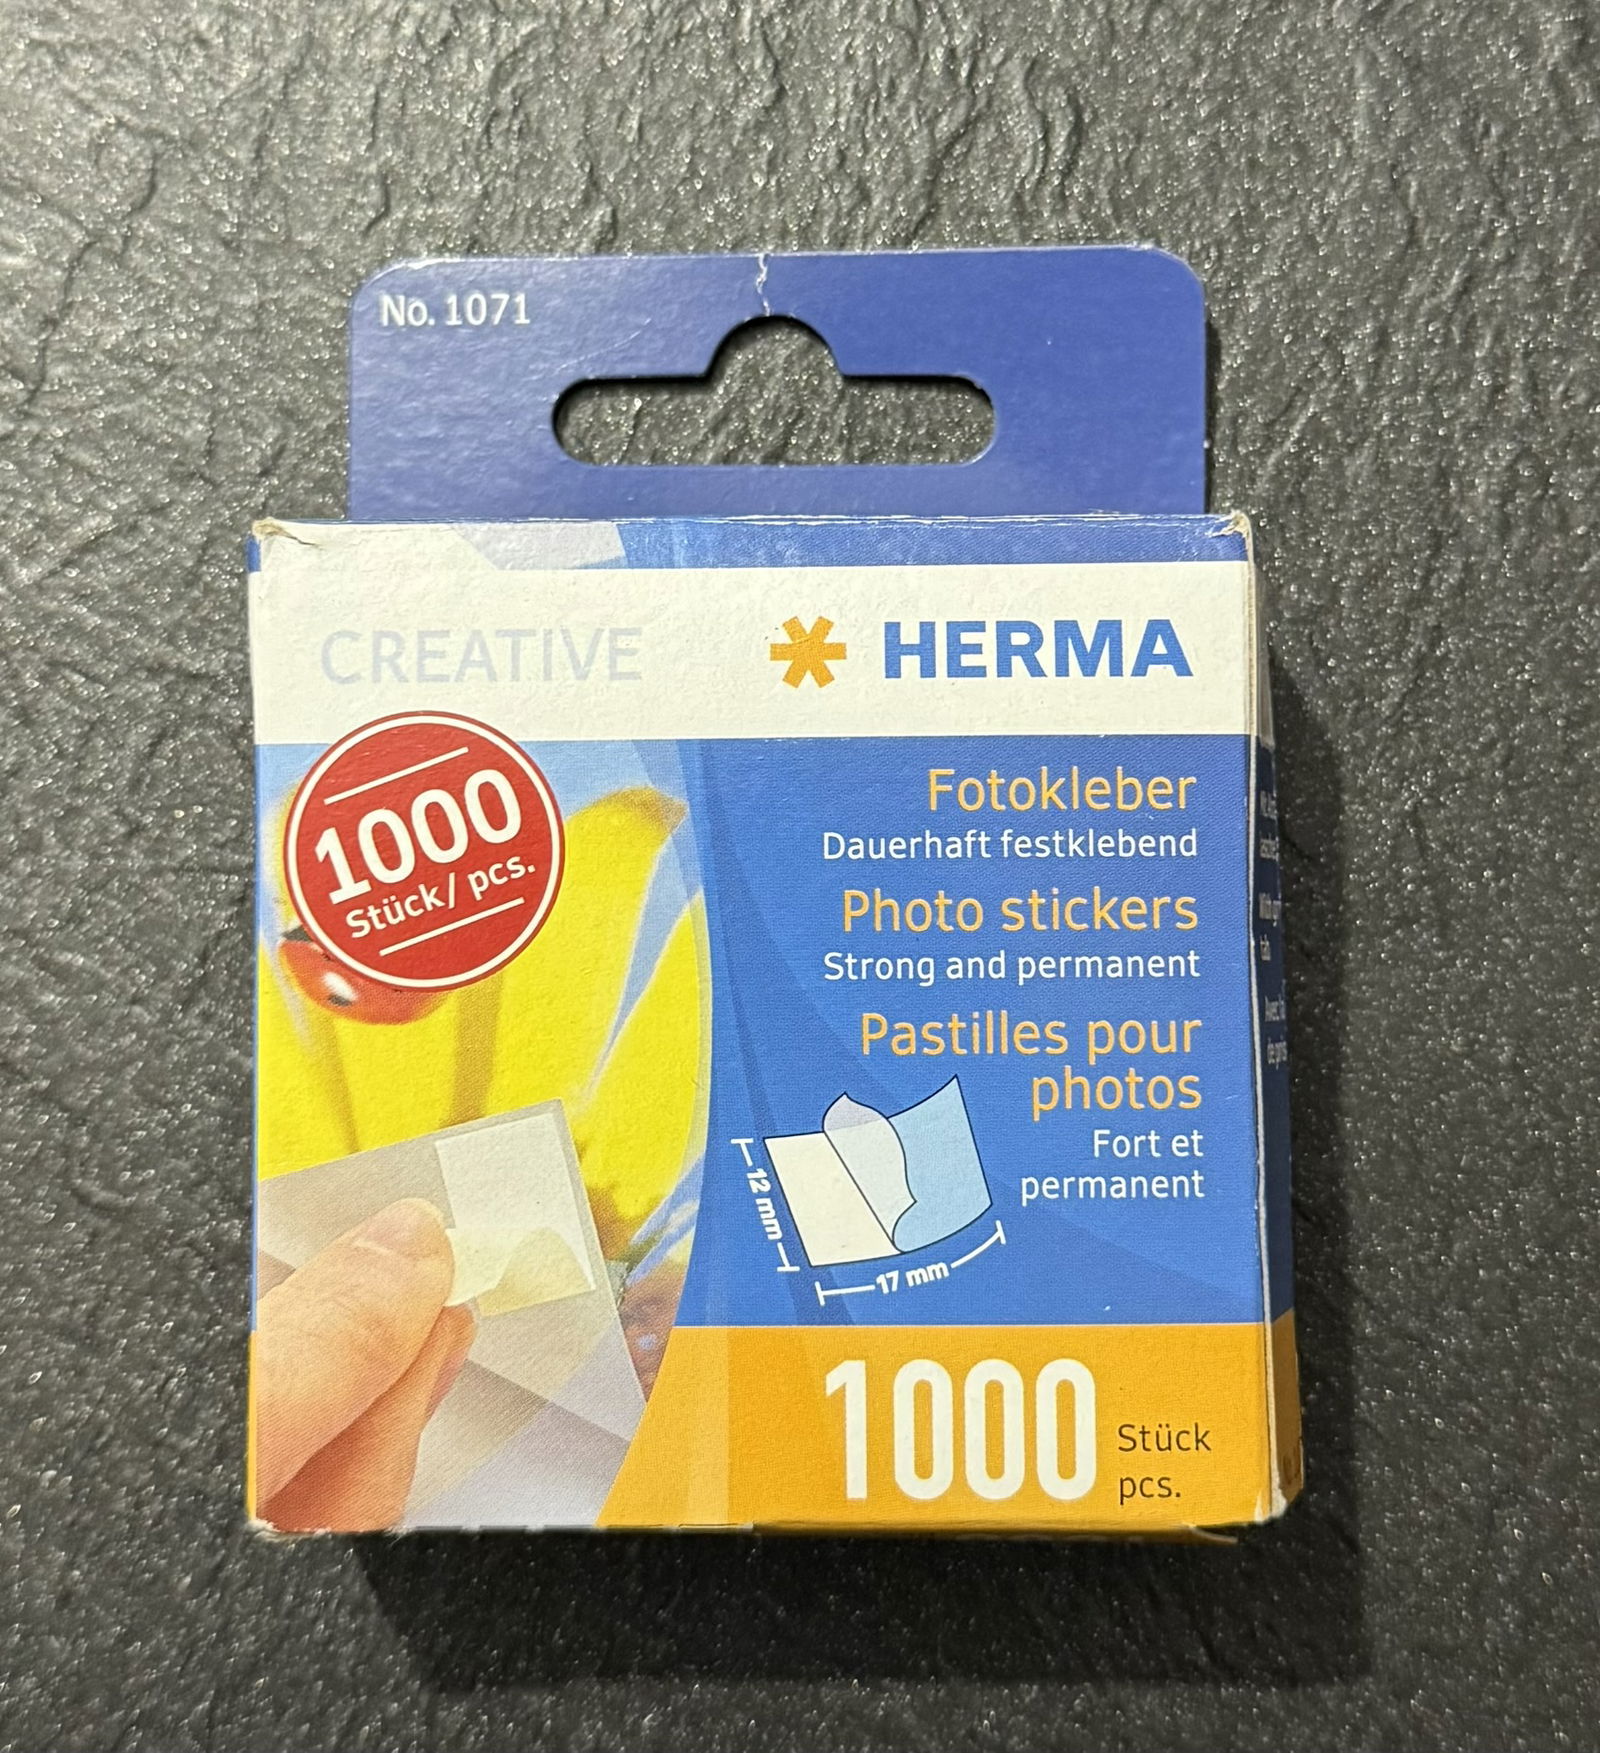 No. 1071
CREATIVE
HERMA
1000
Stück/ pcs.
Fotokleber
Dauerhaft festklebend
Photo stickers
Strong and permanent
Pastilles pour
photos
Fort et
permanent
12 mm
17 mm
1000
Stück
pcs.